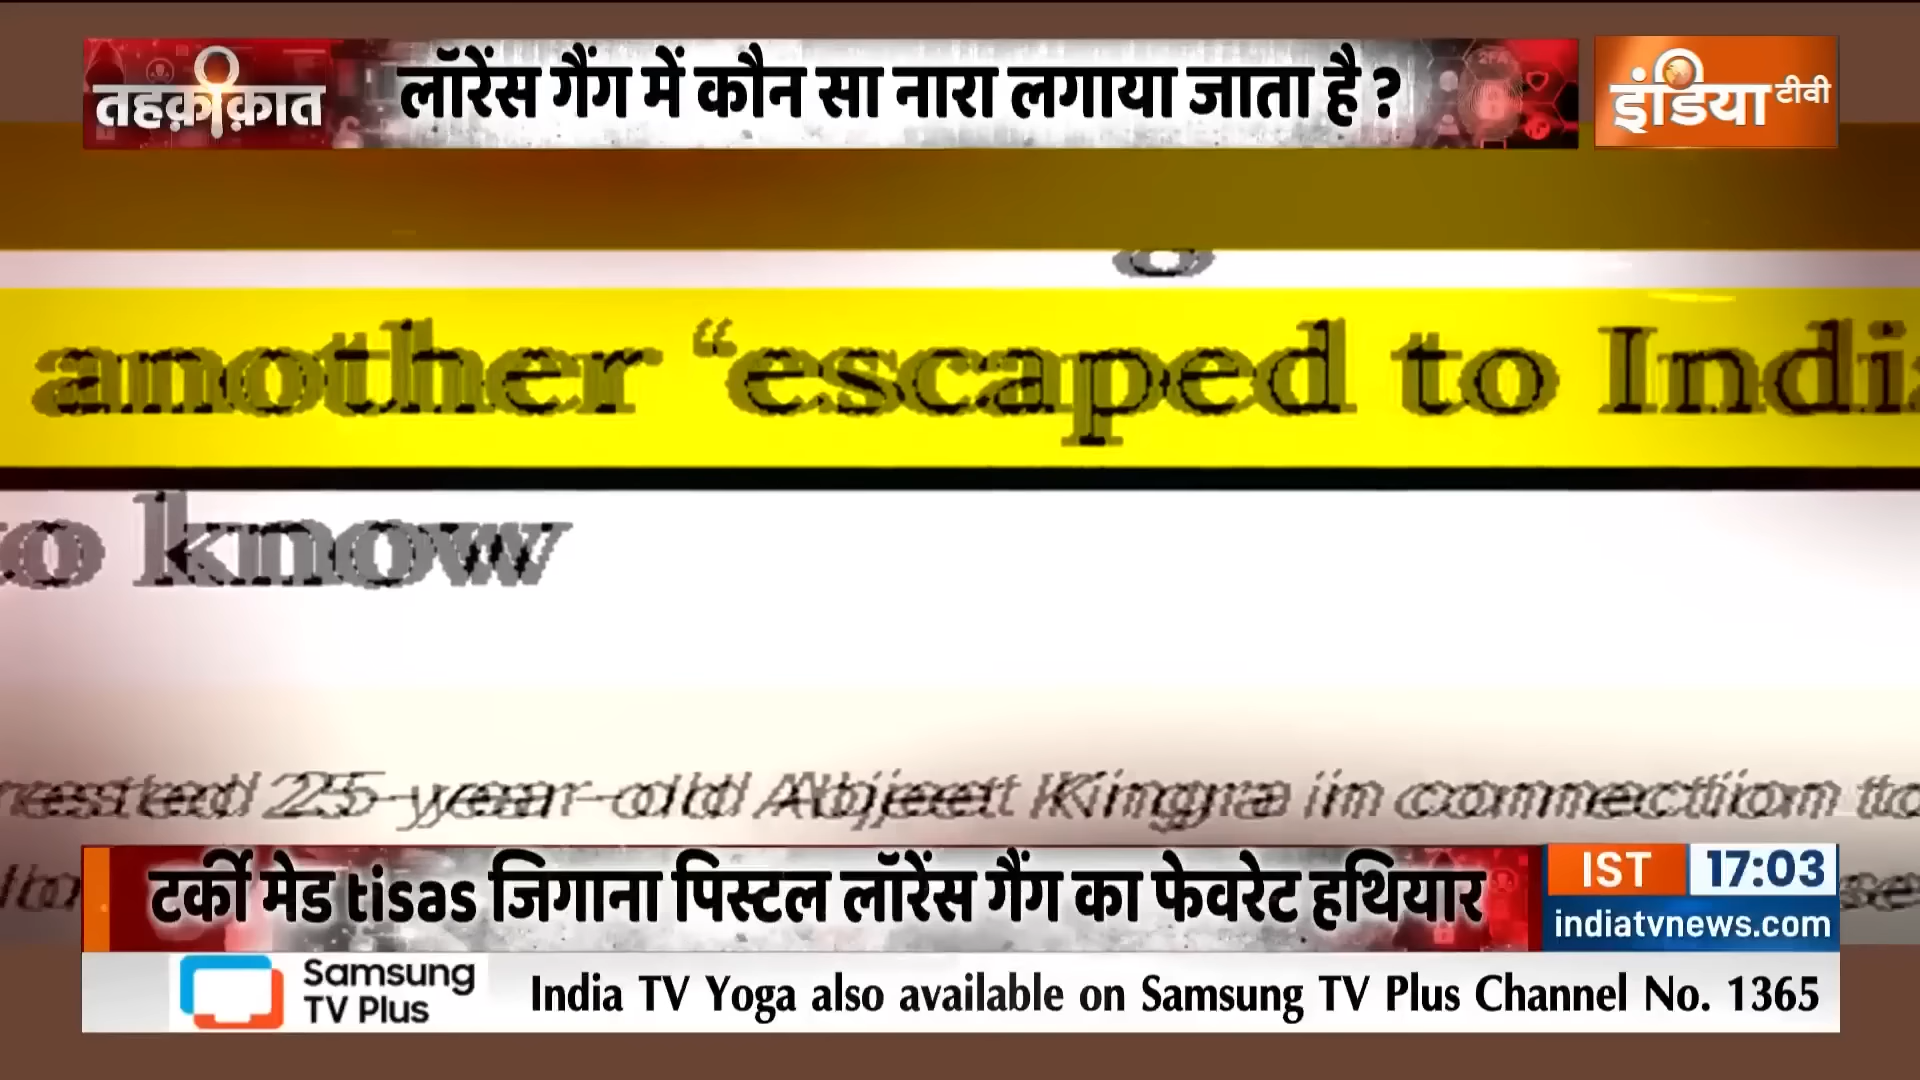 तहक़ीक़ात
लॉरेंस गैंग में कौन सा नारा लगाया जाता है ?
इंडिया टीवी
another “escaped to Indi
o know
rested 25-year-old Abjeet Kingra in connection to
टर्की मेड tisas जिगाना पिस्टल लॉरेंस गैंग का फेवरेट हथियार
IST 17:03
indiatvnews.com
Samsung TV Plus
India TV Yoga also available on Samsung TV Plus Channel No. 1365